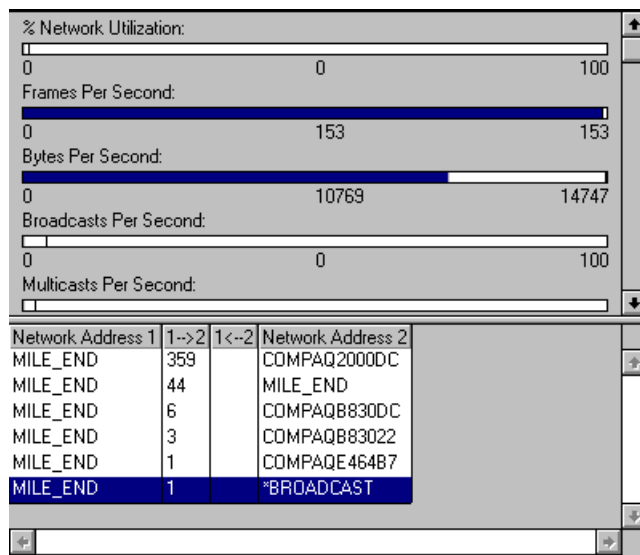 % Network Utilization:
0 0 100
Frames Per Second:
0 153 153
Bytes Per Second:
0 10769 14747
Broadcasts Per Second:
0 0 100
Multicasts Per Second:
Network Address 1 1-->2 1<--2 Network Address 2
MILE_END 359 COMPAQ2000DC
MILE_END 44 MILE_END
MILE_END 6 COMPAQB830DC
MILE_END 3 COMPAQB83022
MILE_END 1 COMPAQE464B7
MILE_END 1 *BROADCAST